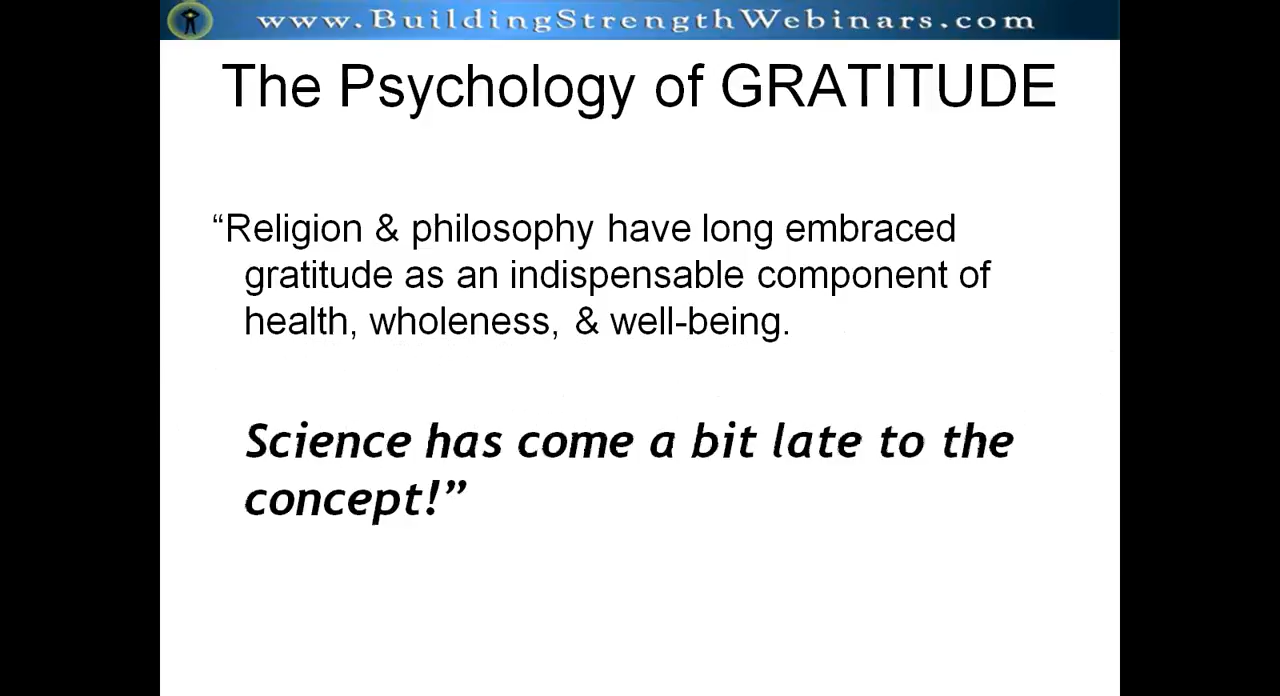 www.BuildingStrengthWebinars.com
The Psychology of GRATITUDE
“Religion & philosophy have long embraced
gratitude as an indispensable component of
health, wholeness, & well-being.
Science has come a bit late to the
concept!”